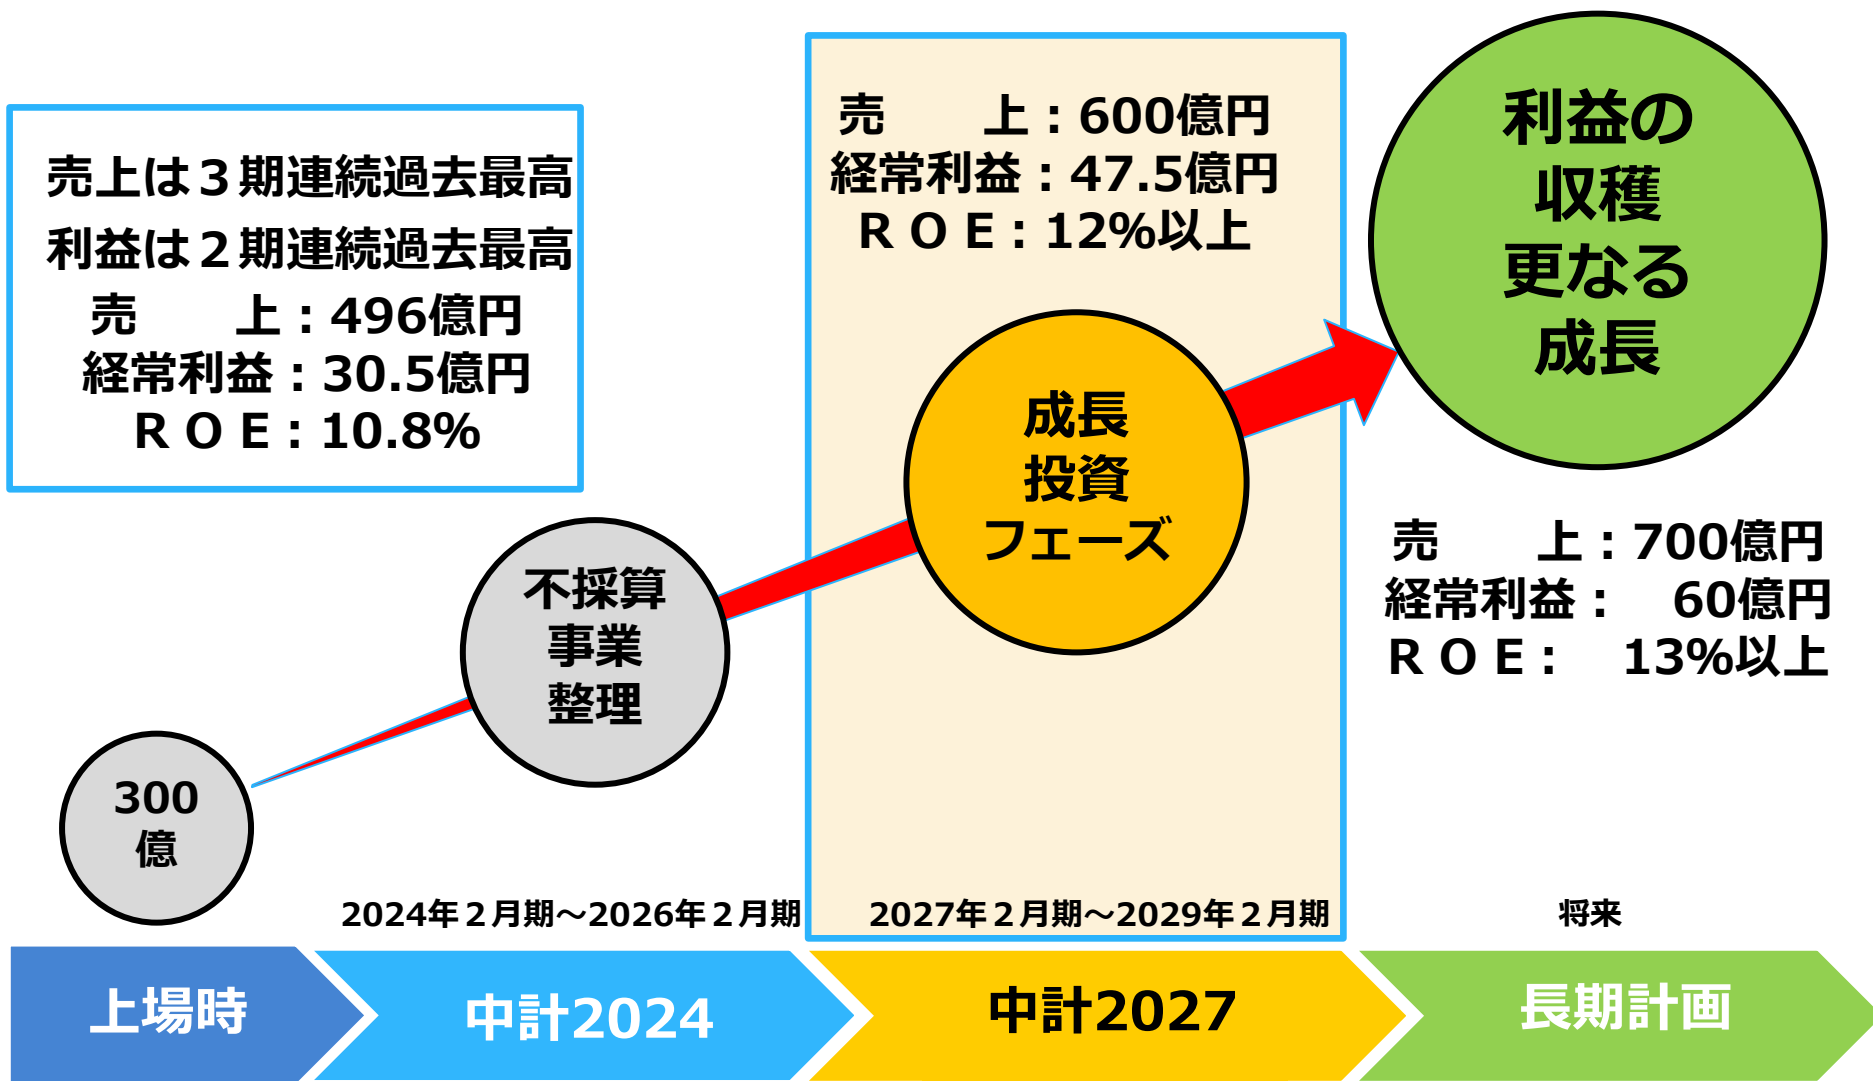 売上は３期連続過去最高
利益は２期連続過去最高
売　　上：496億円
経常利益：30.5億円
ＲＯＥ：10.8%
売　　上：600億円
経常利益：47.5億円
ＲＯＥ：12%以上
利益の
収穫
更なる
成長
成長
投資
フェーズ
売　　上：700億円
経常利益：　60億円
ＲＯＥ：　13%以上
不採算
事業
整理
300
億
2024年２月期～2026年２月期
2027年２月期～2029年２月期
将来
上場時
中計2024
中計2027
長期計画